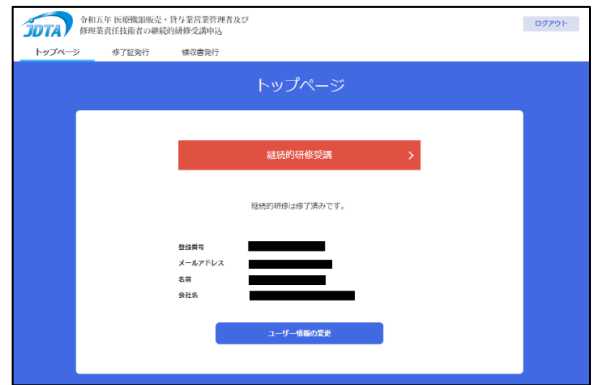 JDTA
令和五年 医療機器販売・貸与業営業管理者及び
修理業責任技術者の継続的研修受講申込
ログアウト
トップページ 修了証発行 領収書発行
トップページ
継続的研修受講
継続的研修は修了済みです。
登録番号
メールアドレス
名前
会社名
ユーザー情報の変更